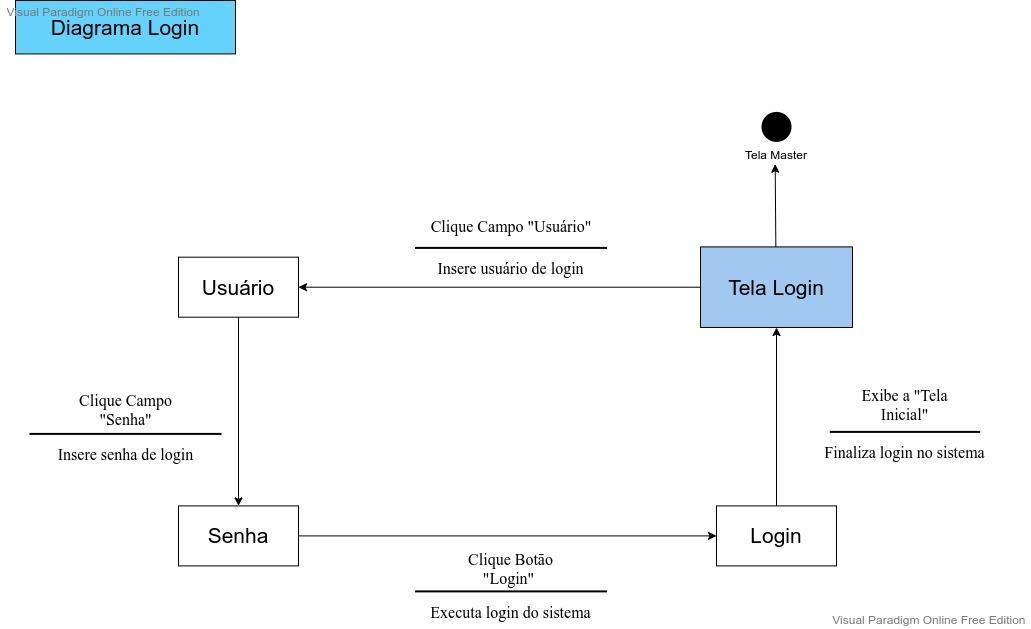 Visual Paradigm Online Free Edition
Diagrama Login
Tela Master
Clique Campo "Usuário"
Insere usuário de login
Usuário
Tela Login
Clique Campo
"Senha"
Insere senha de login
Exibe a "Tela
Inicial"
Finaliza login no sistema
Senha
Login
Clique Botão
"Login"
Executa login do sistema
Visual Paradigm Online Free Edition